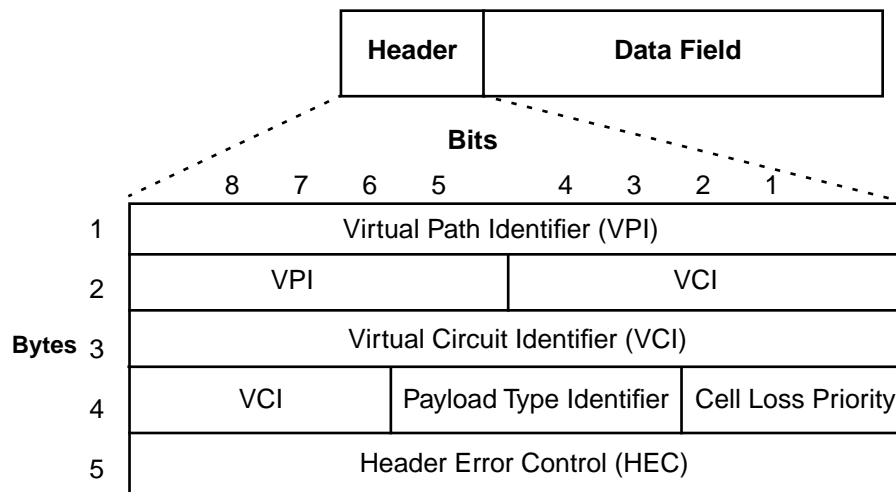 Header Data Field
Bits
8 7 6 5 4 3 2 1
1 Virtual Path Identifier (VPI)
2 VPI VCI
Bytes 3 Virtual Circuit Identifier (VCI)
4 VCI Payload Type Identifier Cell Loss Priority
5 Header Error Control (HEC)